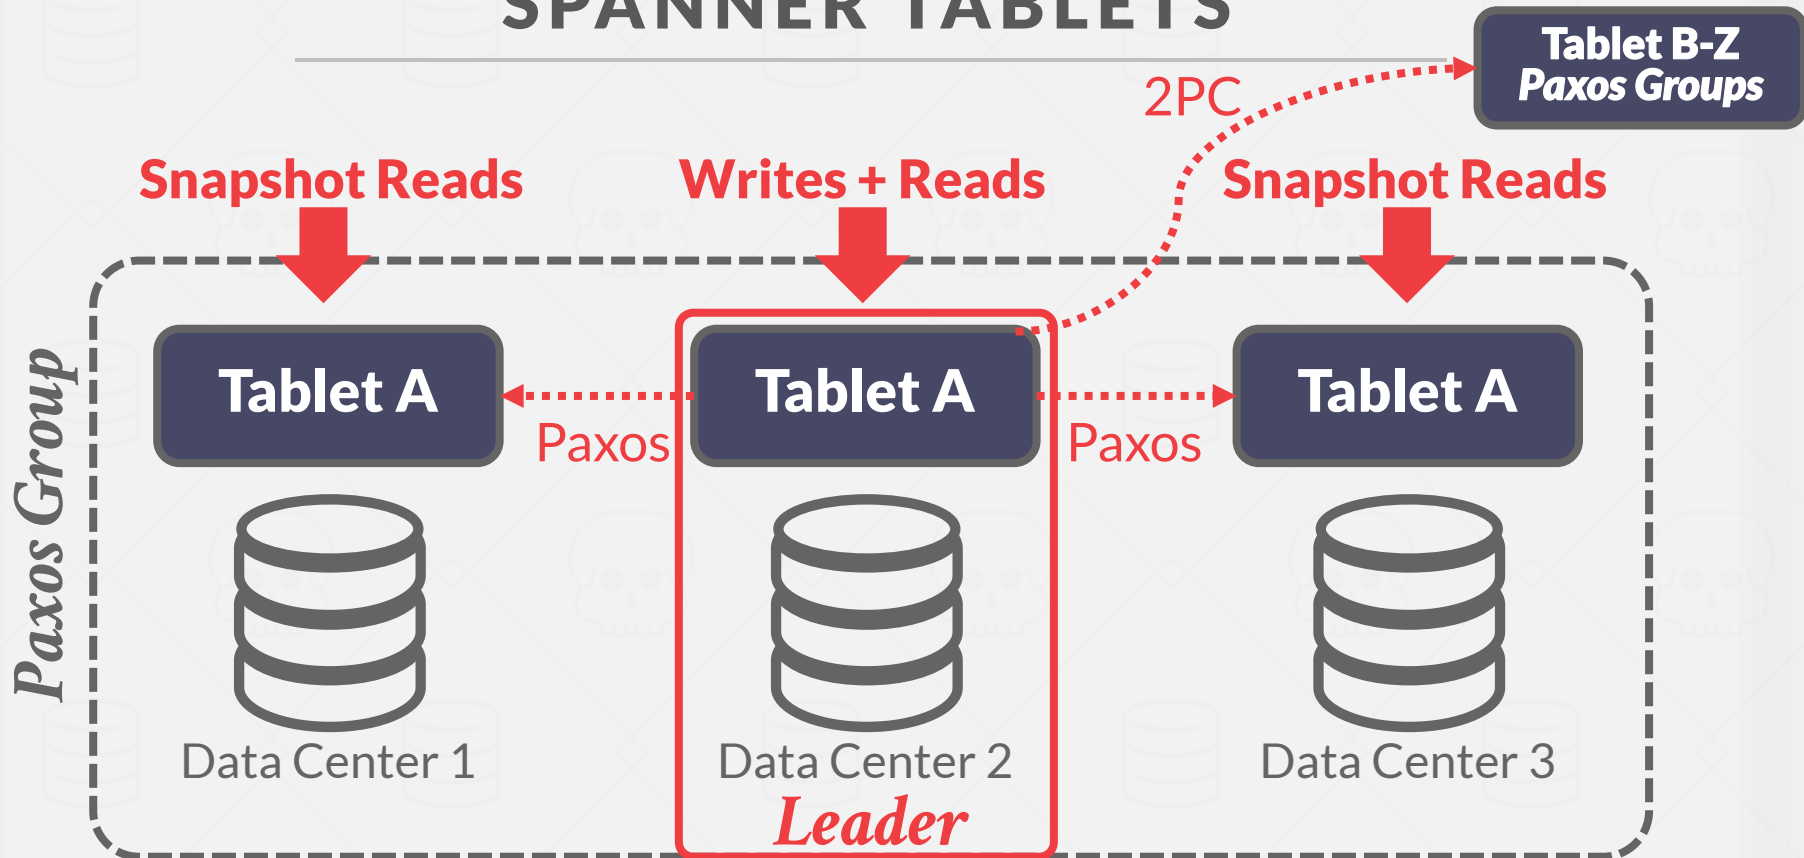 SPANNER TABLETS
Tablet B-Z
Paxos Groups
2PC
Snapshot Reads
Writes + Reads
Snapshot Reads
Paxos Group
Tablet A
Tablet A
Tablet A
Paxos
Paxos
Data Center 1
Data Center 2
Data Center 3
Leader